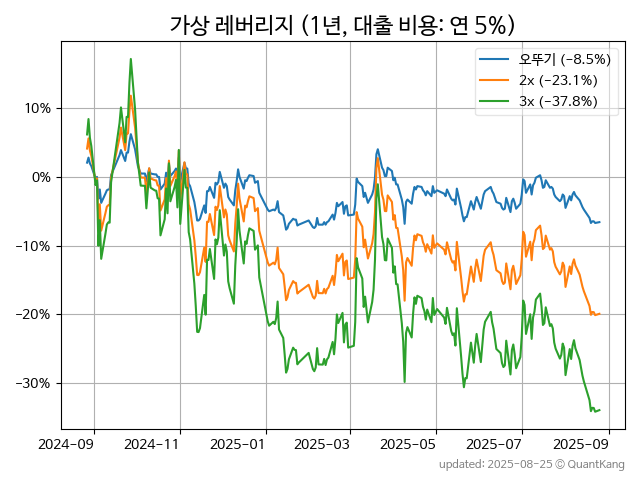 가상 레버리지 (1년, 대출 비용: 연 5%)
오뚜기 (−8.5%)
2x (−23.1%)
3x (−37.8%)
10%
0%
−10%
−20%
−30%
2024-09
2024-11
2025-01
2025-03
2025-05
2025-07
2025-09
updated: 2025-08-25 © QuantKang